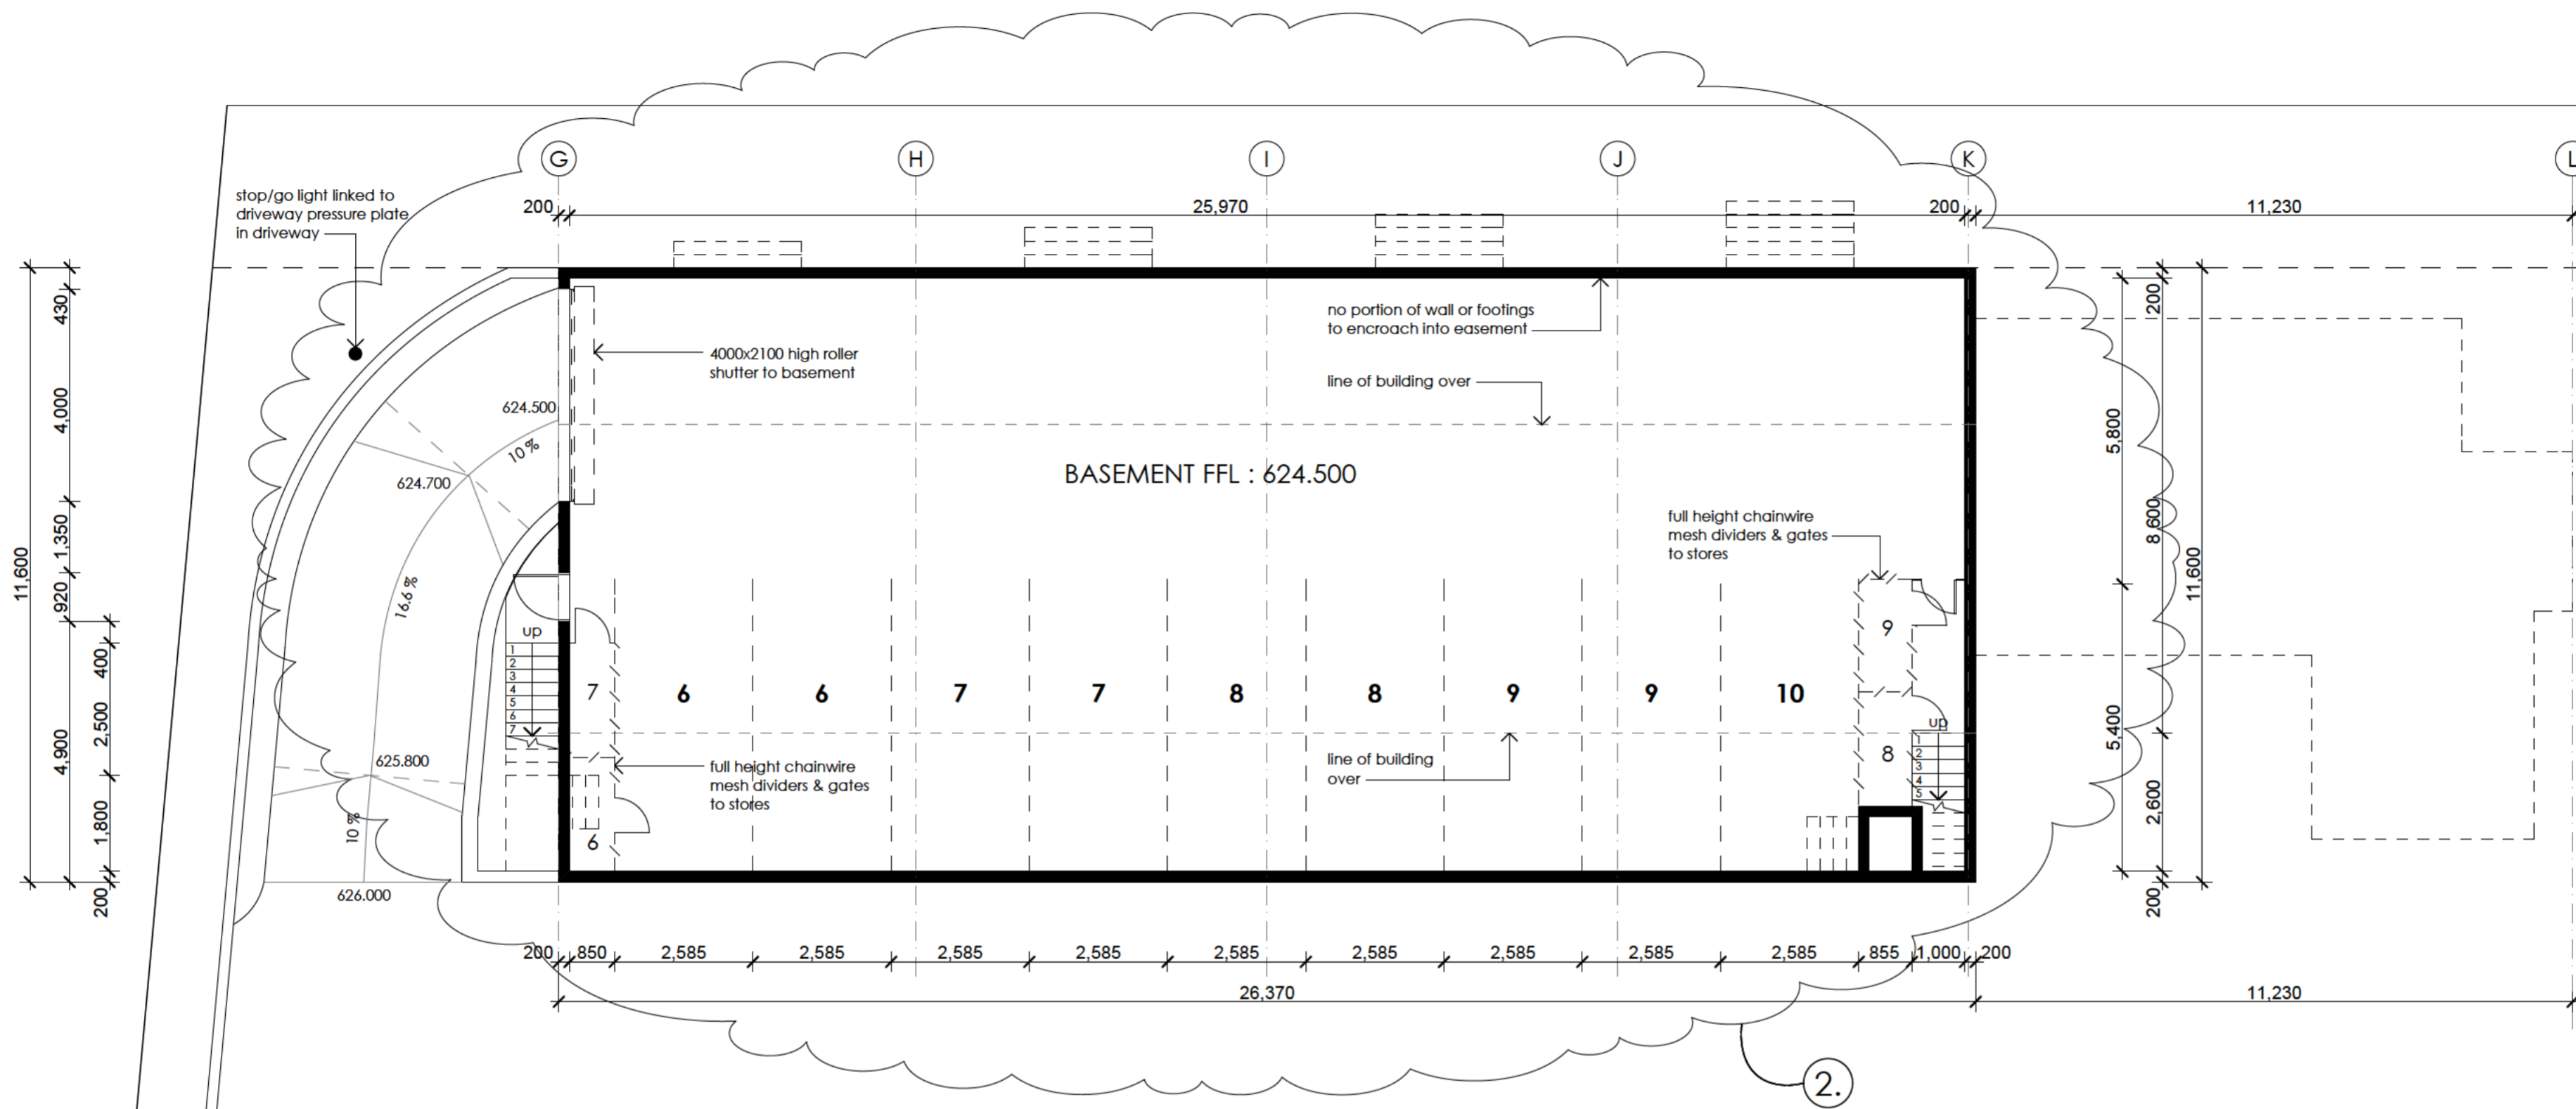 G
H
I
J
K
L
stop/go light linked to
driveway pressure plate
in driveway
200
25,970
200
11,230
no portion of wall or footings
to encroach into easement
4000x2100 high roller
shutter to basement
line of building over
430
4,000
1,350
920
4,900
11,600
400
2,500
1,800
200
624.500
10 %
624.700
16.6 %
625.800
10 %
626.000
BASEMENT FFL : 624.500
full height chainwire
mesh dividers & gates
to stores
200
5,800
8,600
11,600
5,400
2,600
200
up
1
2
3
4
5
6
7
7
6
6
6
7
7
8
8
9
9
10
9
8
up
1
2
3
4
5
full height chainwire
mesh dividers & gates
to stores
line of building
over
200
850
2,585
2,585
2,585
2,585
2,585
2,585
2,585
2,585
2,585
855
1,000
200
26,370
11,230
2.